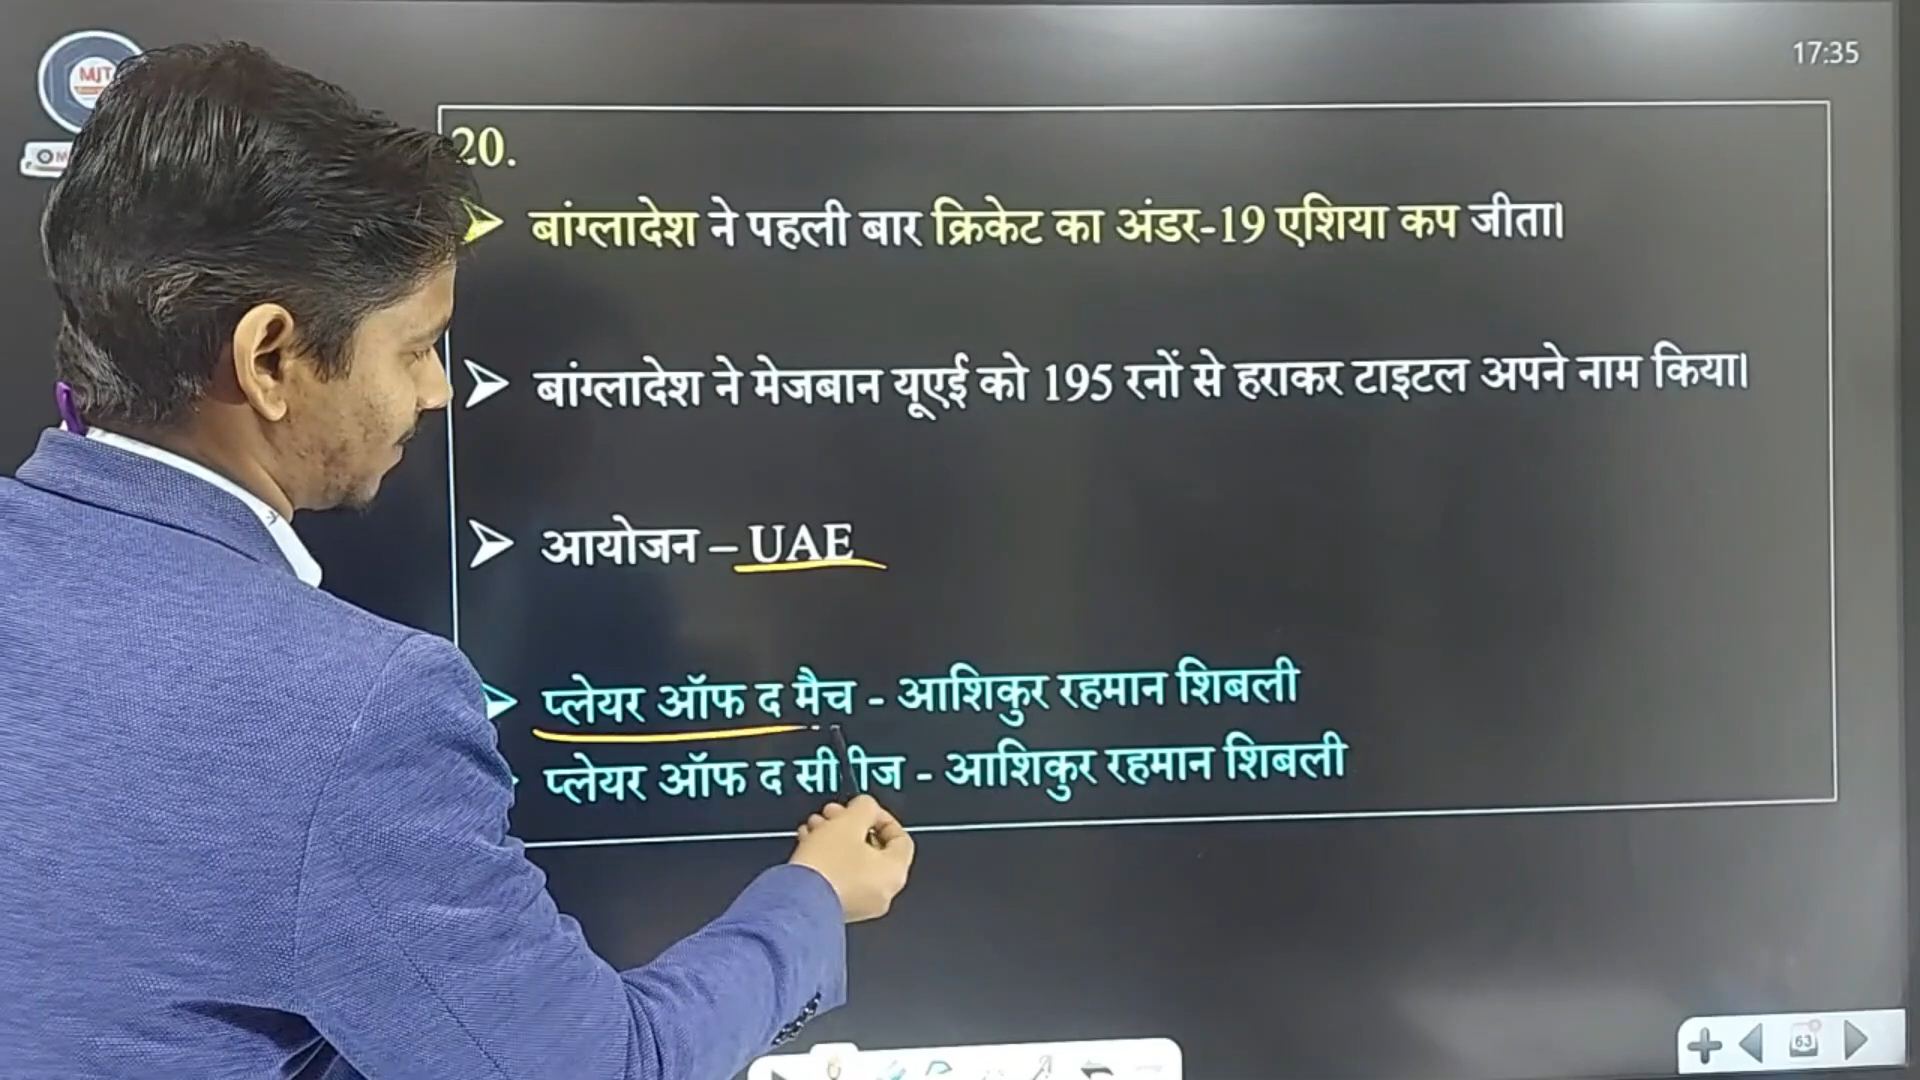 17:35
MJT
20.
बांग्लादेश ने पहली बार क्रिकेट का अंडर-19 एशिया कप जीता।
बांग्लादेश ने मेजबान यूएई को 195 रनों से हराकर टाइटल अपने नाम किया।
आयोजन – UAE
प्लेयर ऑफ द मैच - आशिकुर रहमान शिबली
प्लेयर ऑफ द सीरीज - आशिकुर रहमान शिबली
63